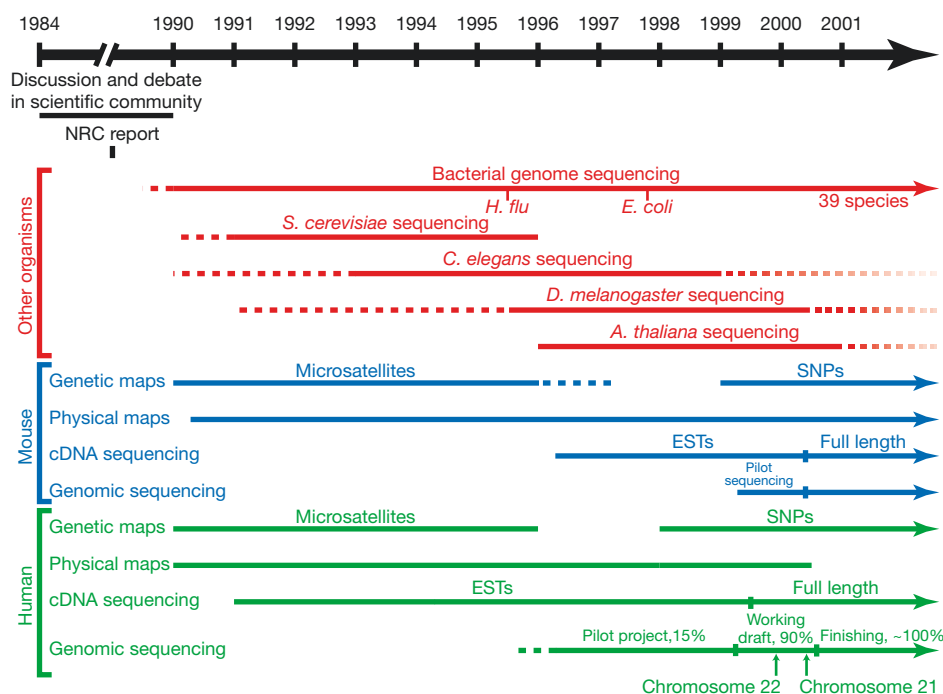 1984 1990 1991 1992 1993 1994 1995 1996 1997 1998 1999 2000 2001
Discussion and debate
in scientific community
NRC report
Other organisms
Bacterial genome sequencing
H. flu E. coli 39 species
S. cerevisiae sequencing
C. elegans sequencing
D. melanogaster sequencing
A. thaliana sequencing
Mouse
Genetic maps Microsatellites SNPs
Physical maps
cDNA sequencing ESTs Full length
Pilot
sequencing
Genomic sequencing
Human
Genetic maps Microsatellites SNPs
Physical maps
cDNA sequencing ESTs Full length
Working
Pilot project,15% draft, 90% Finishing, ~100%
Genomic sequencing
Chromosome 22 Chromosome 21